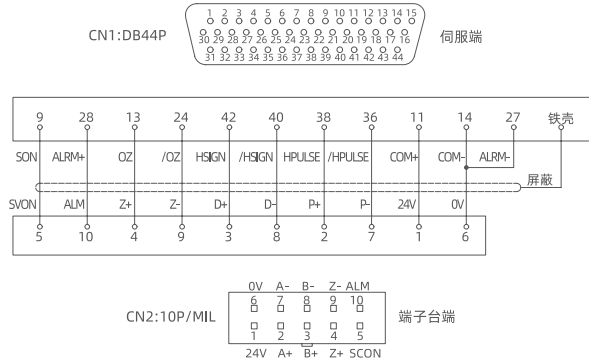 1 2 3 4 5 6 7 8 9 10 11 12 13 14 15
CN1:DB44P
30 29 28 27 26 25 24 23 22 21 20 19 18 17 16
伺服端
31 32 33 34 35 36 37 38 39 40 41 42 43 44
9 28 13 24 42 40 38 36 11 14 27 铁壳
SON ALRM+ OZ /OZ HSIGN /HSIGN HPULSE /HPULSE COM+ COM- ALRM-
屏蔽
SVON ALM Z+ Z- D+ D- P+ P- 24V 0V
5 10 4 9 3 8 2 7 1 6
0V A- B- Z- ALM
6 7 8 9 10
CN2:10P/MIL
端子台端
1 2 3 4 5
24V A+ B+ Z+ SCON